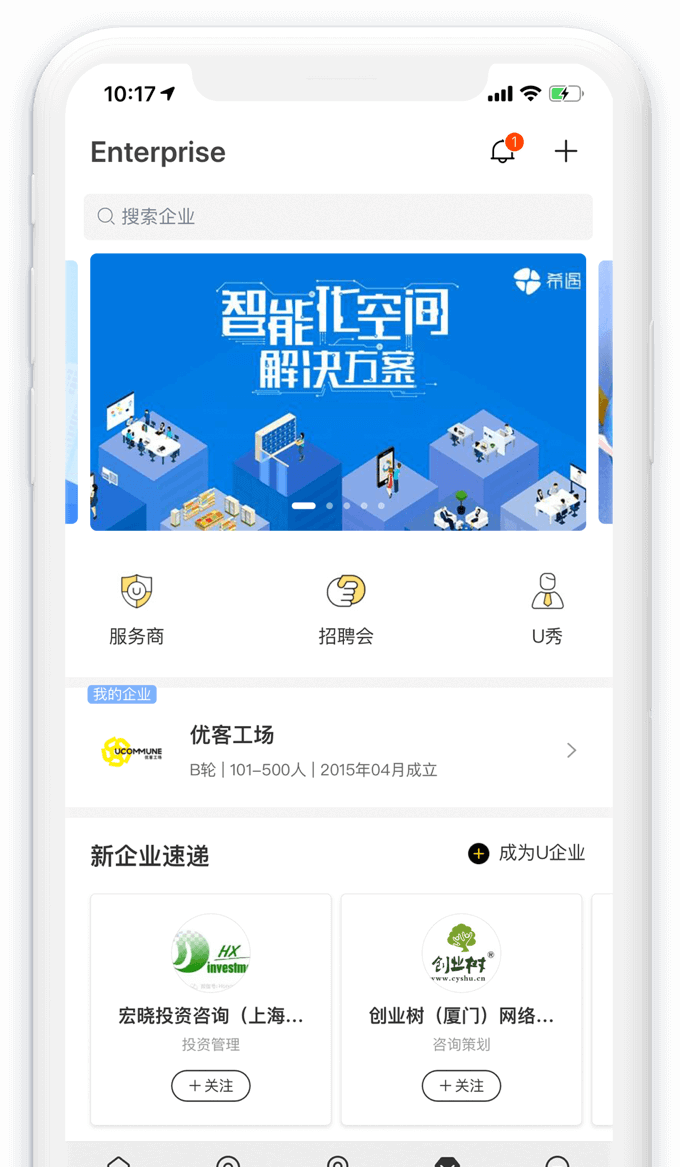 10:17
Enterprise
1
搜索企业
希遇
智能化空间
解决方案
服务商
招聘会
U秀
我的企业
UCOMMUNE
优客工场
优客工场
B轮 | 101-500人 | 2015年04月成立
新企业速递
+ 成为U企业
HX
investm
创业树®
www.cyshu.cn
宏晓投资咨询（上海...
创业树（厦门）网络...
投资管理
咨询策划
+ 关注
+ 关注